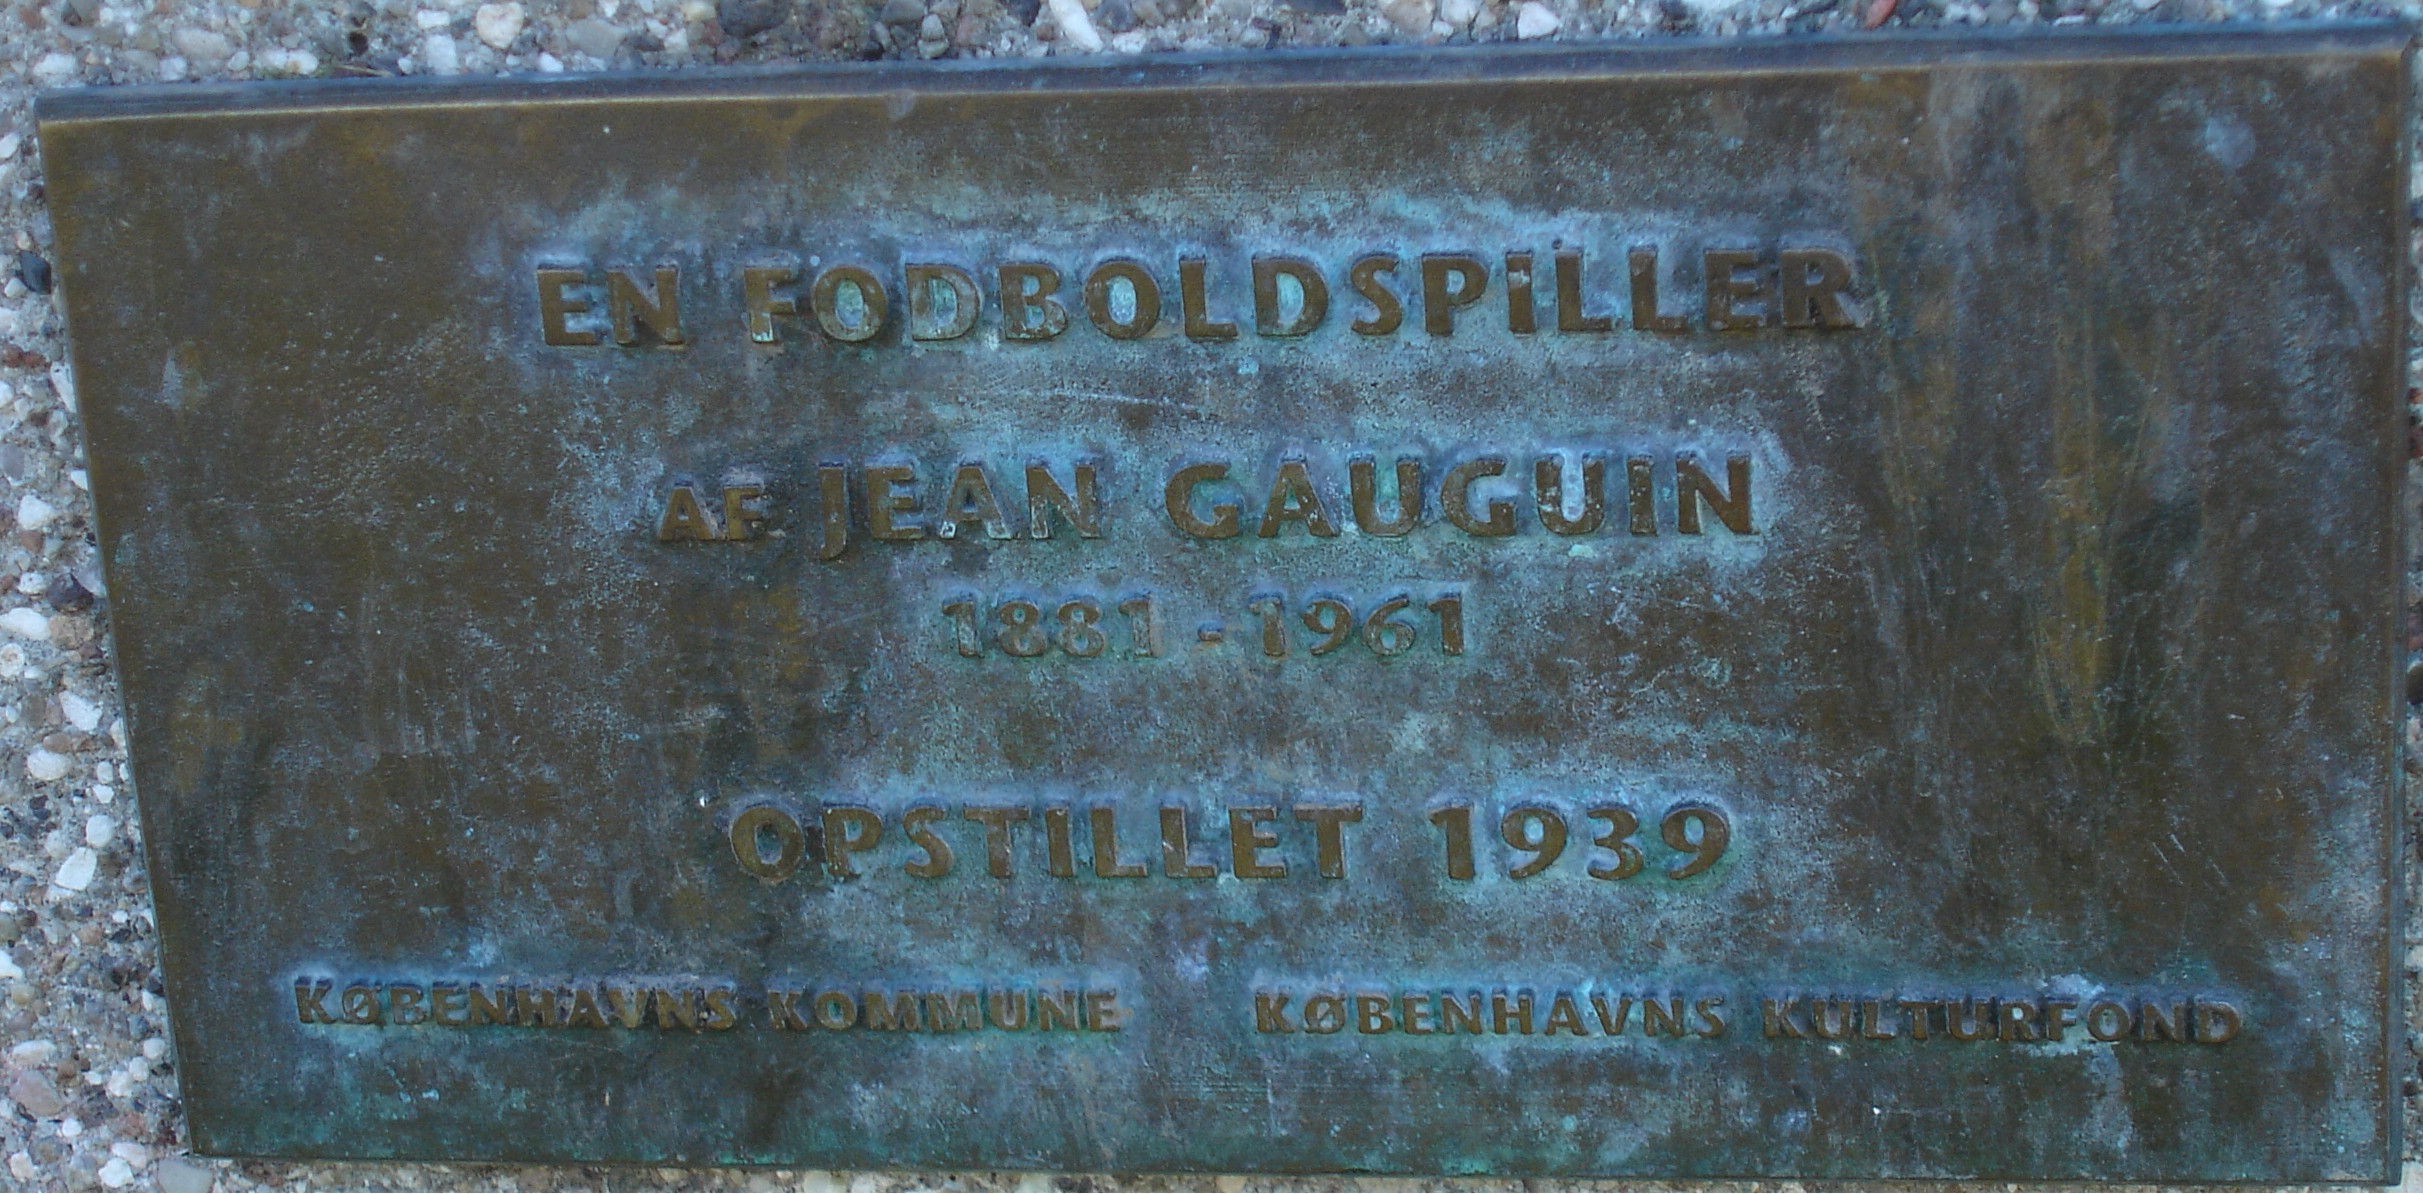 EN FODBOLDSPILLER
AF JEAN GAUGUIN
1881 - 1961
OPSTILLET 1939
KØBENHAVNS KOMMUNE KØBENHAVNS KULTURFOND